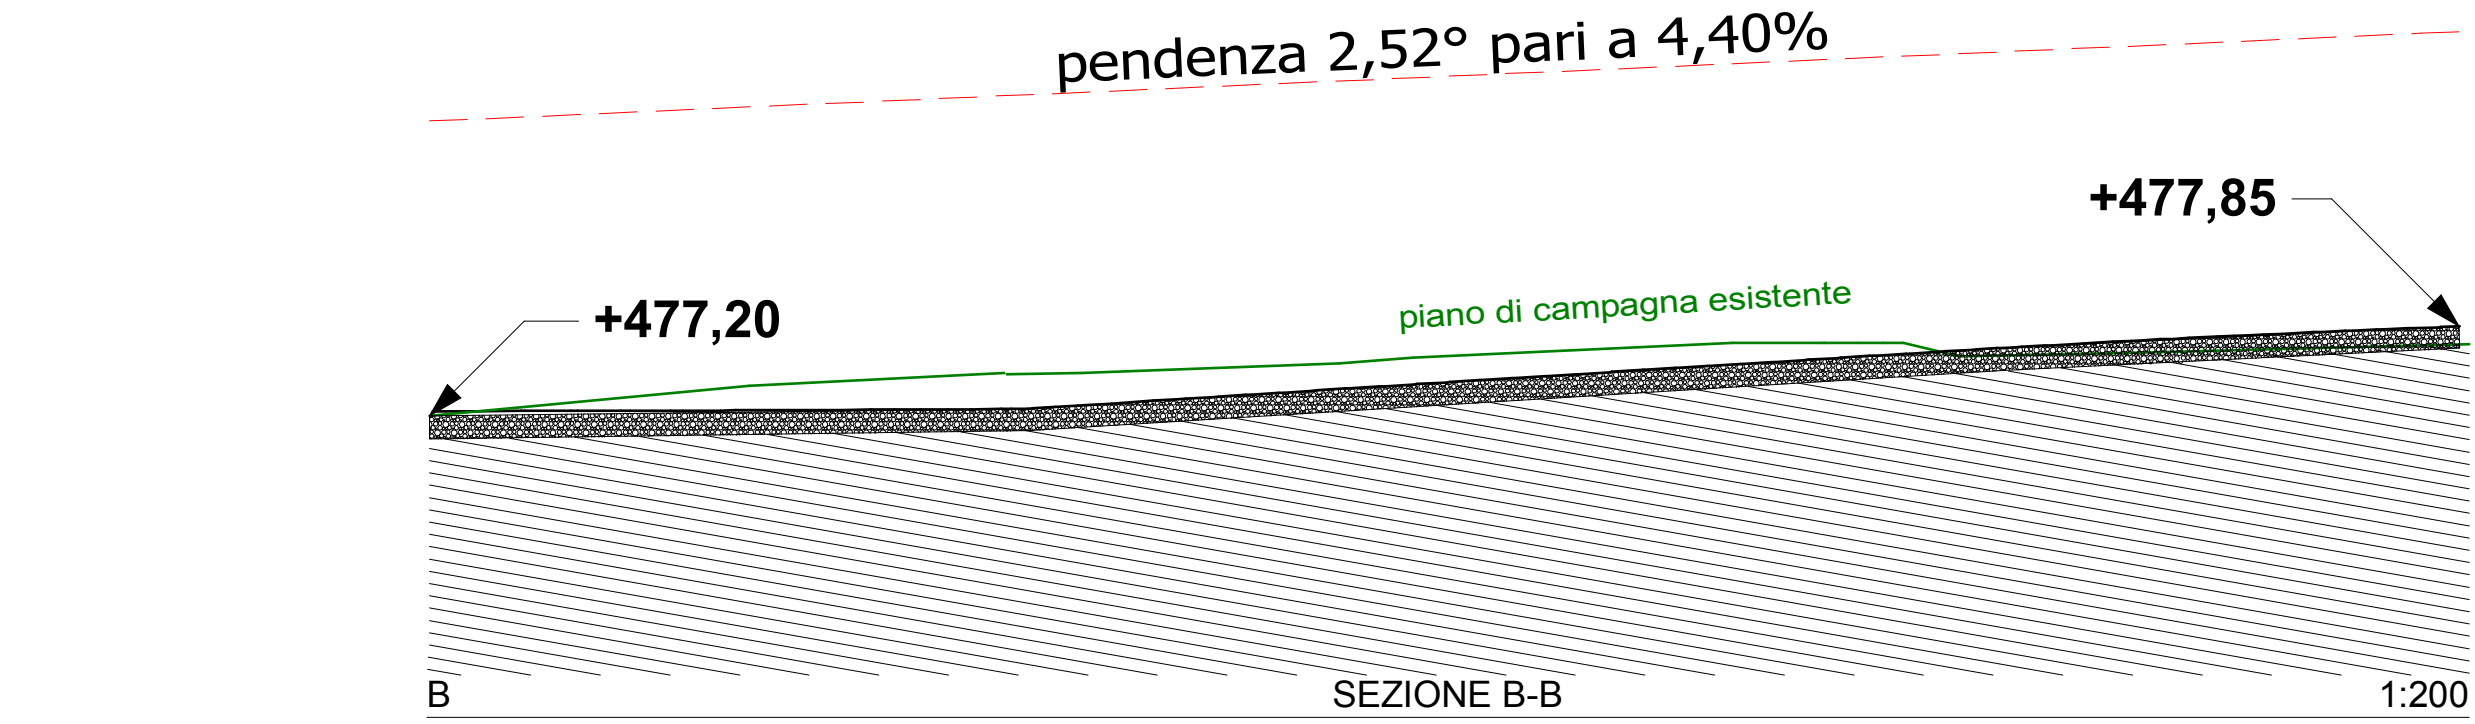 pendenza 2,52° pari a 4,40%
+477,85
piano di campagna esistente
+477,20
B
SEZIONE B-B
1:200